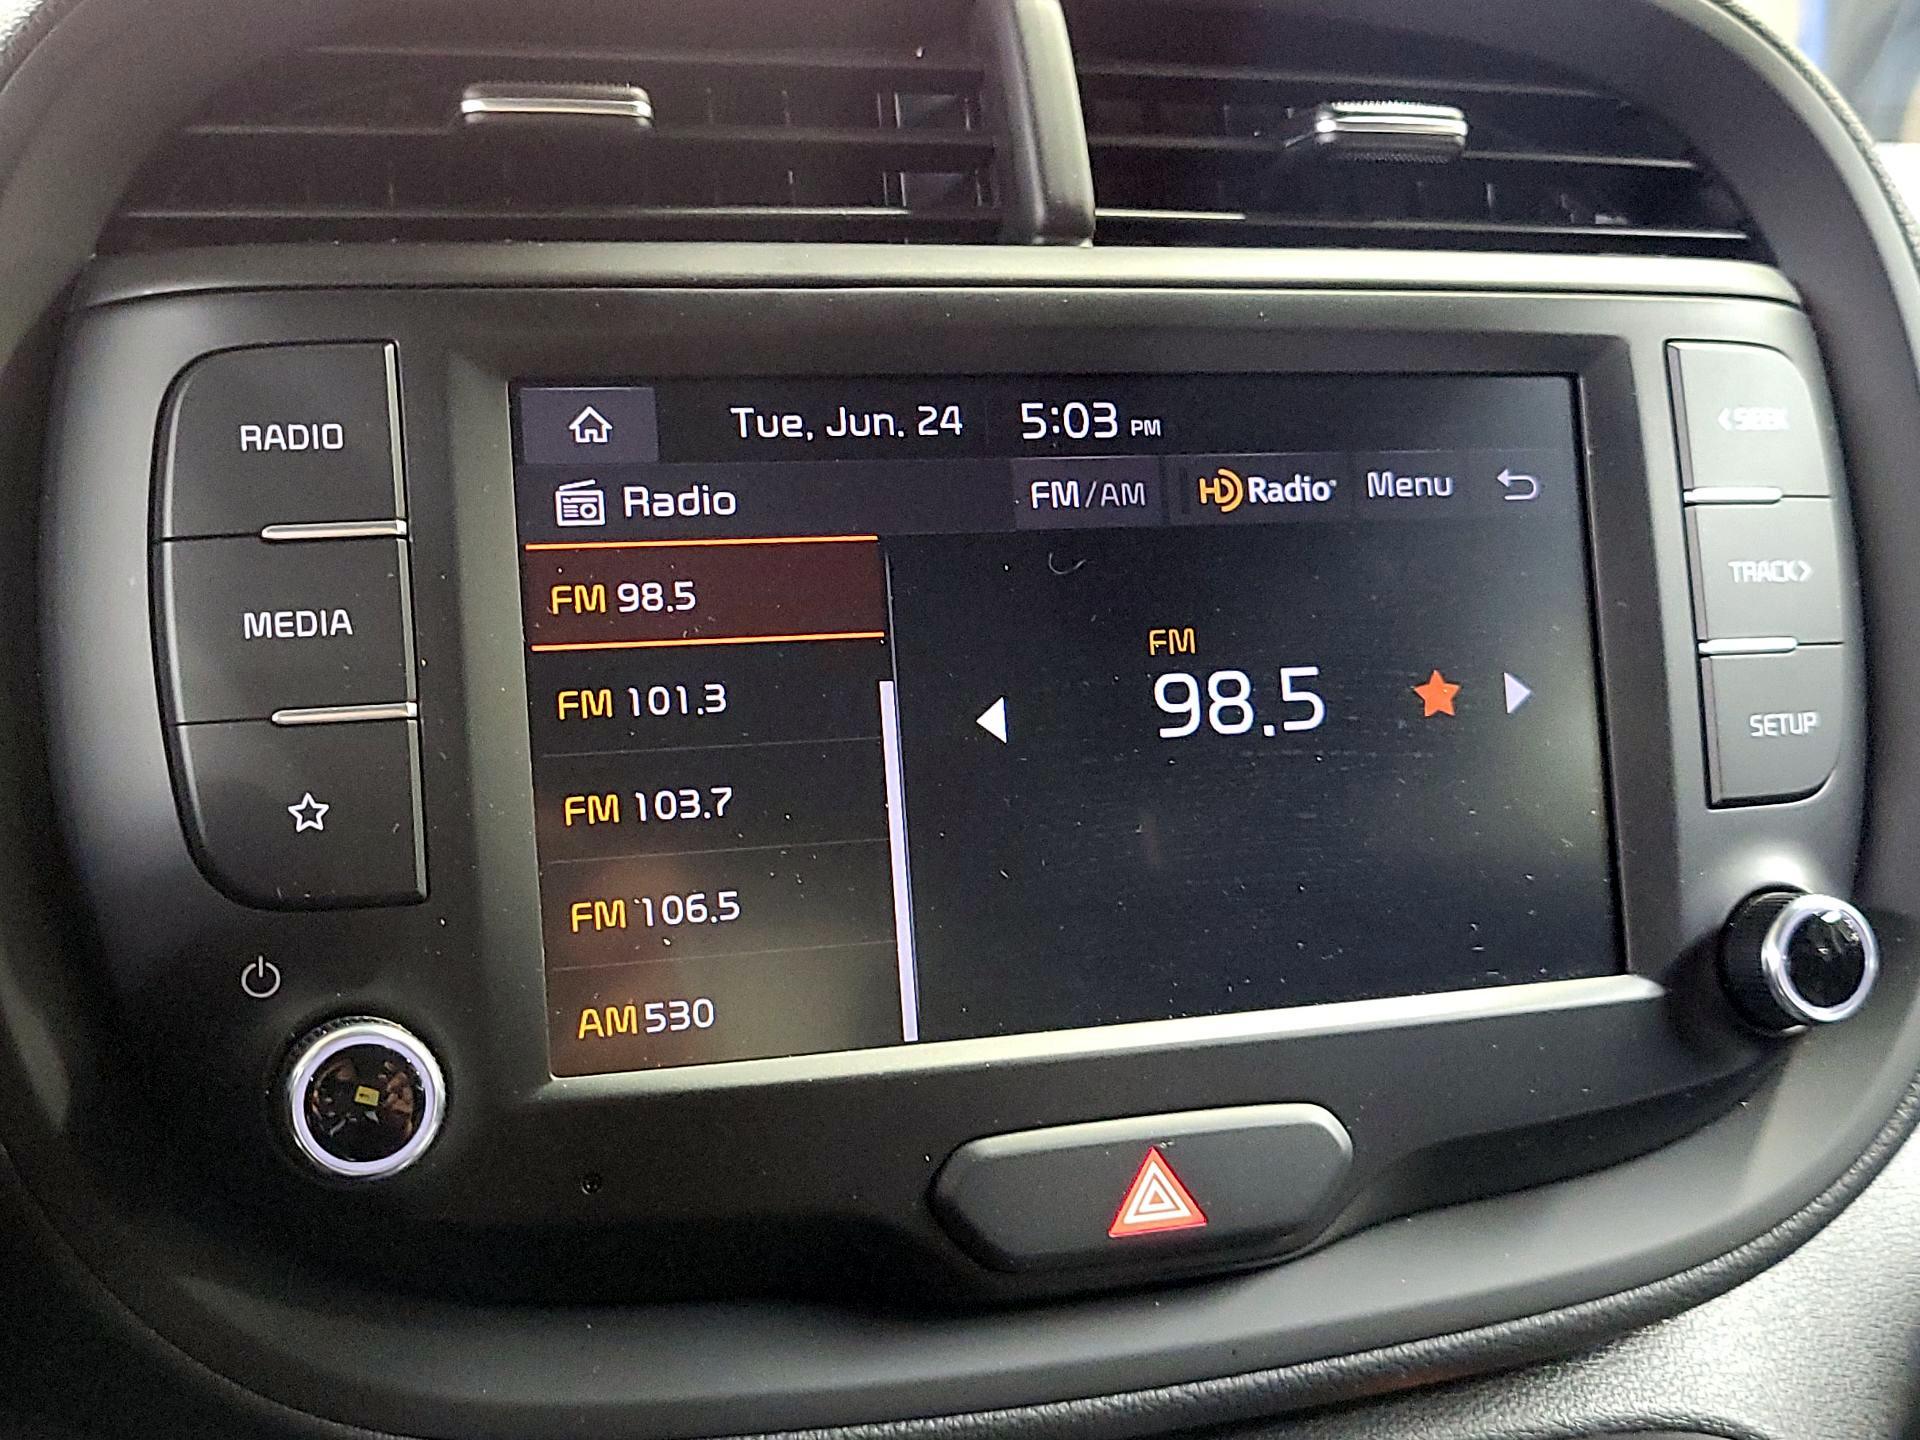 RADIO
MEDIA
Tue, Jun. 24 5:03 PM
Radio FM/AM HD Radio Menu
FM 98.5
FM 101.3
FM 103.7
FM 106.5
AM 530
FM
98.5
<SEEK
TRACK>
SETUP